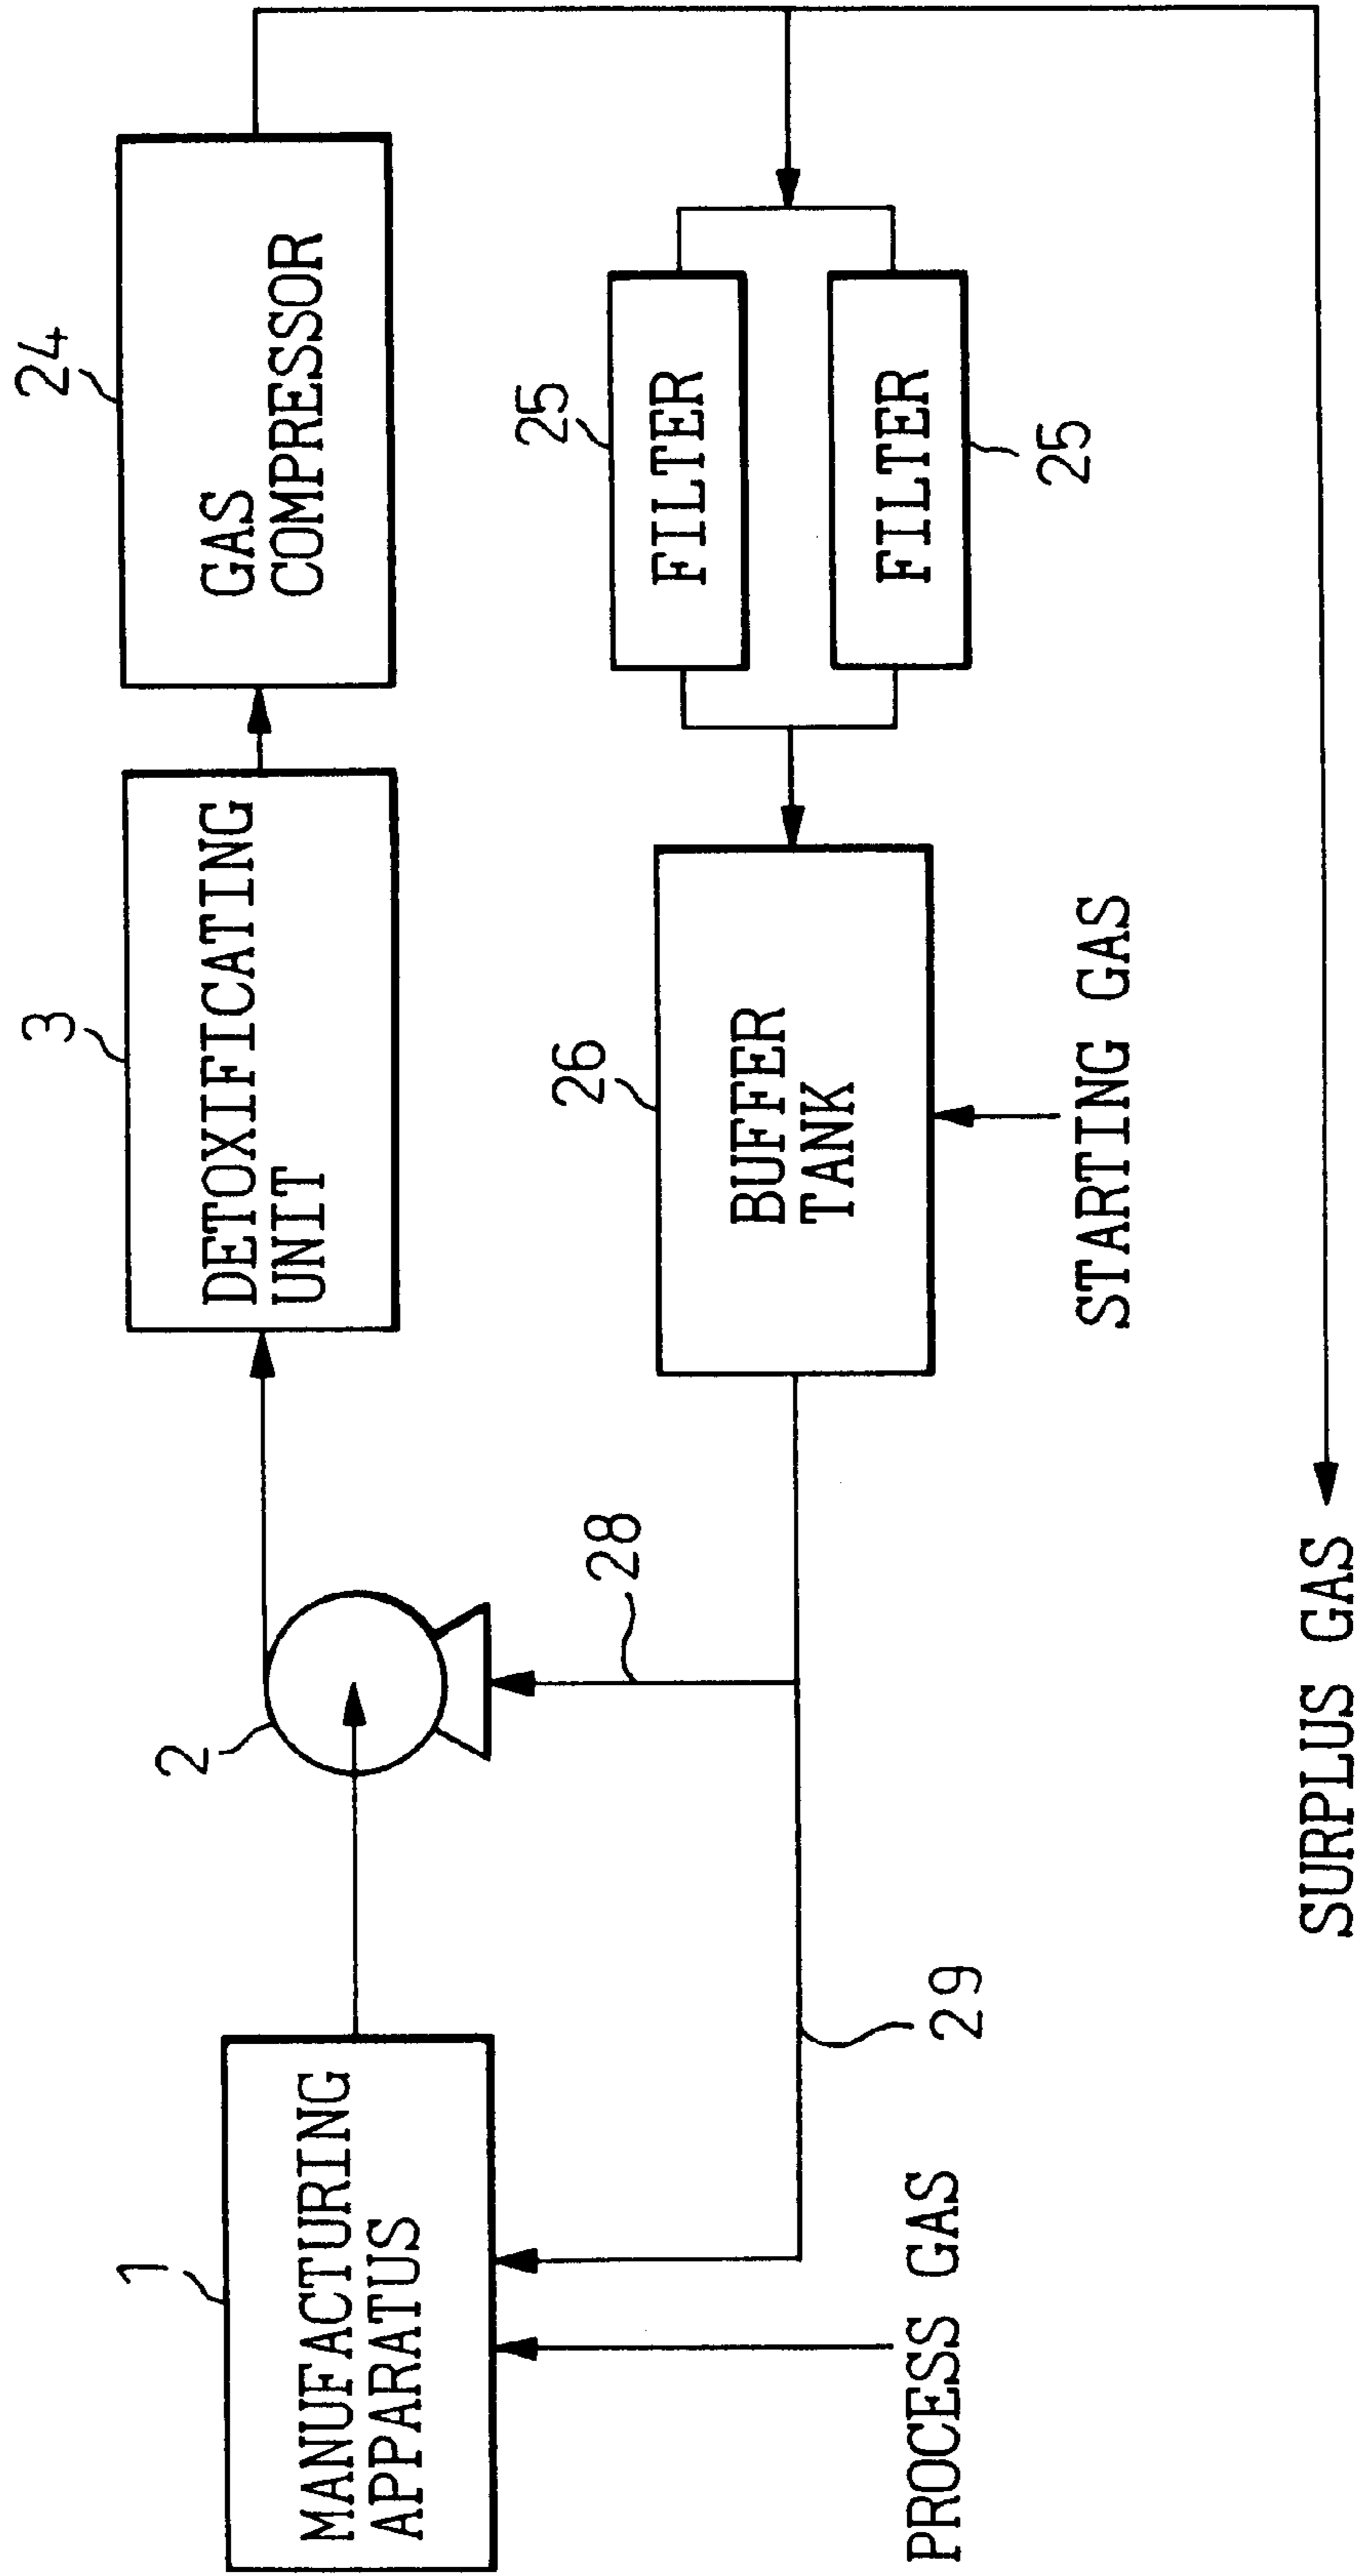 1
MANUFACTURING
APPARATUS
2
3
DETOXIFICATING
UNIT
24
GAS
COMPRESSOR
25
FILTER
FILTER
25
26
BUFFER
TANK
28
29
PROCESS GAS
STARTING GAS
SURPLUS GAS